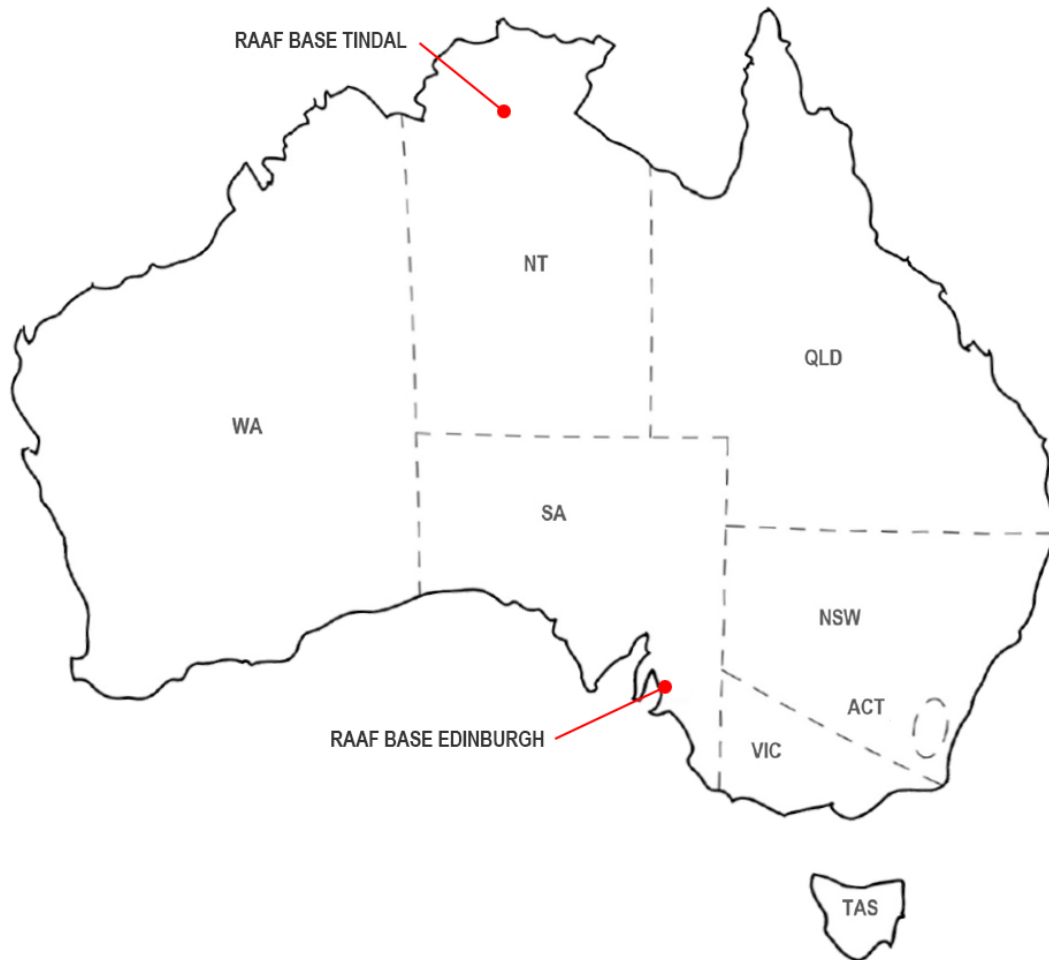 RAAF BASE TINDAL
NT
QLD
WA
SA
NSW
ACT
RAAF BASE EDINBURGH
VIC
TAS